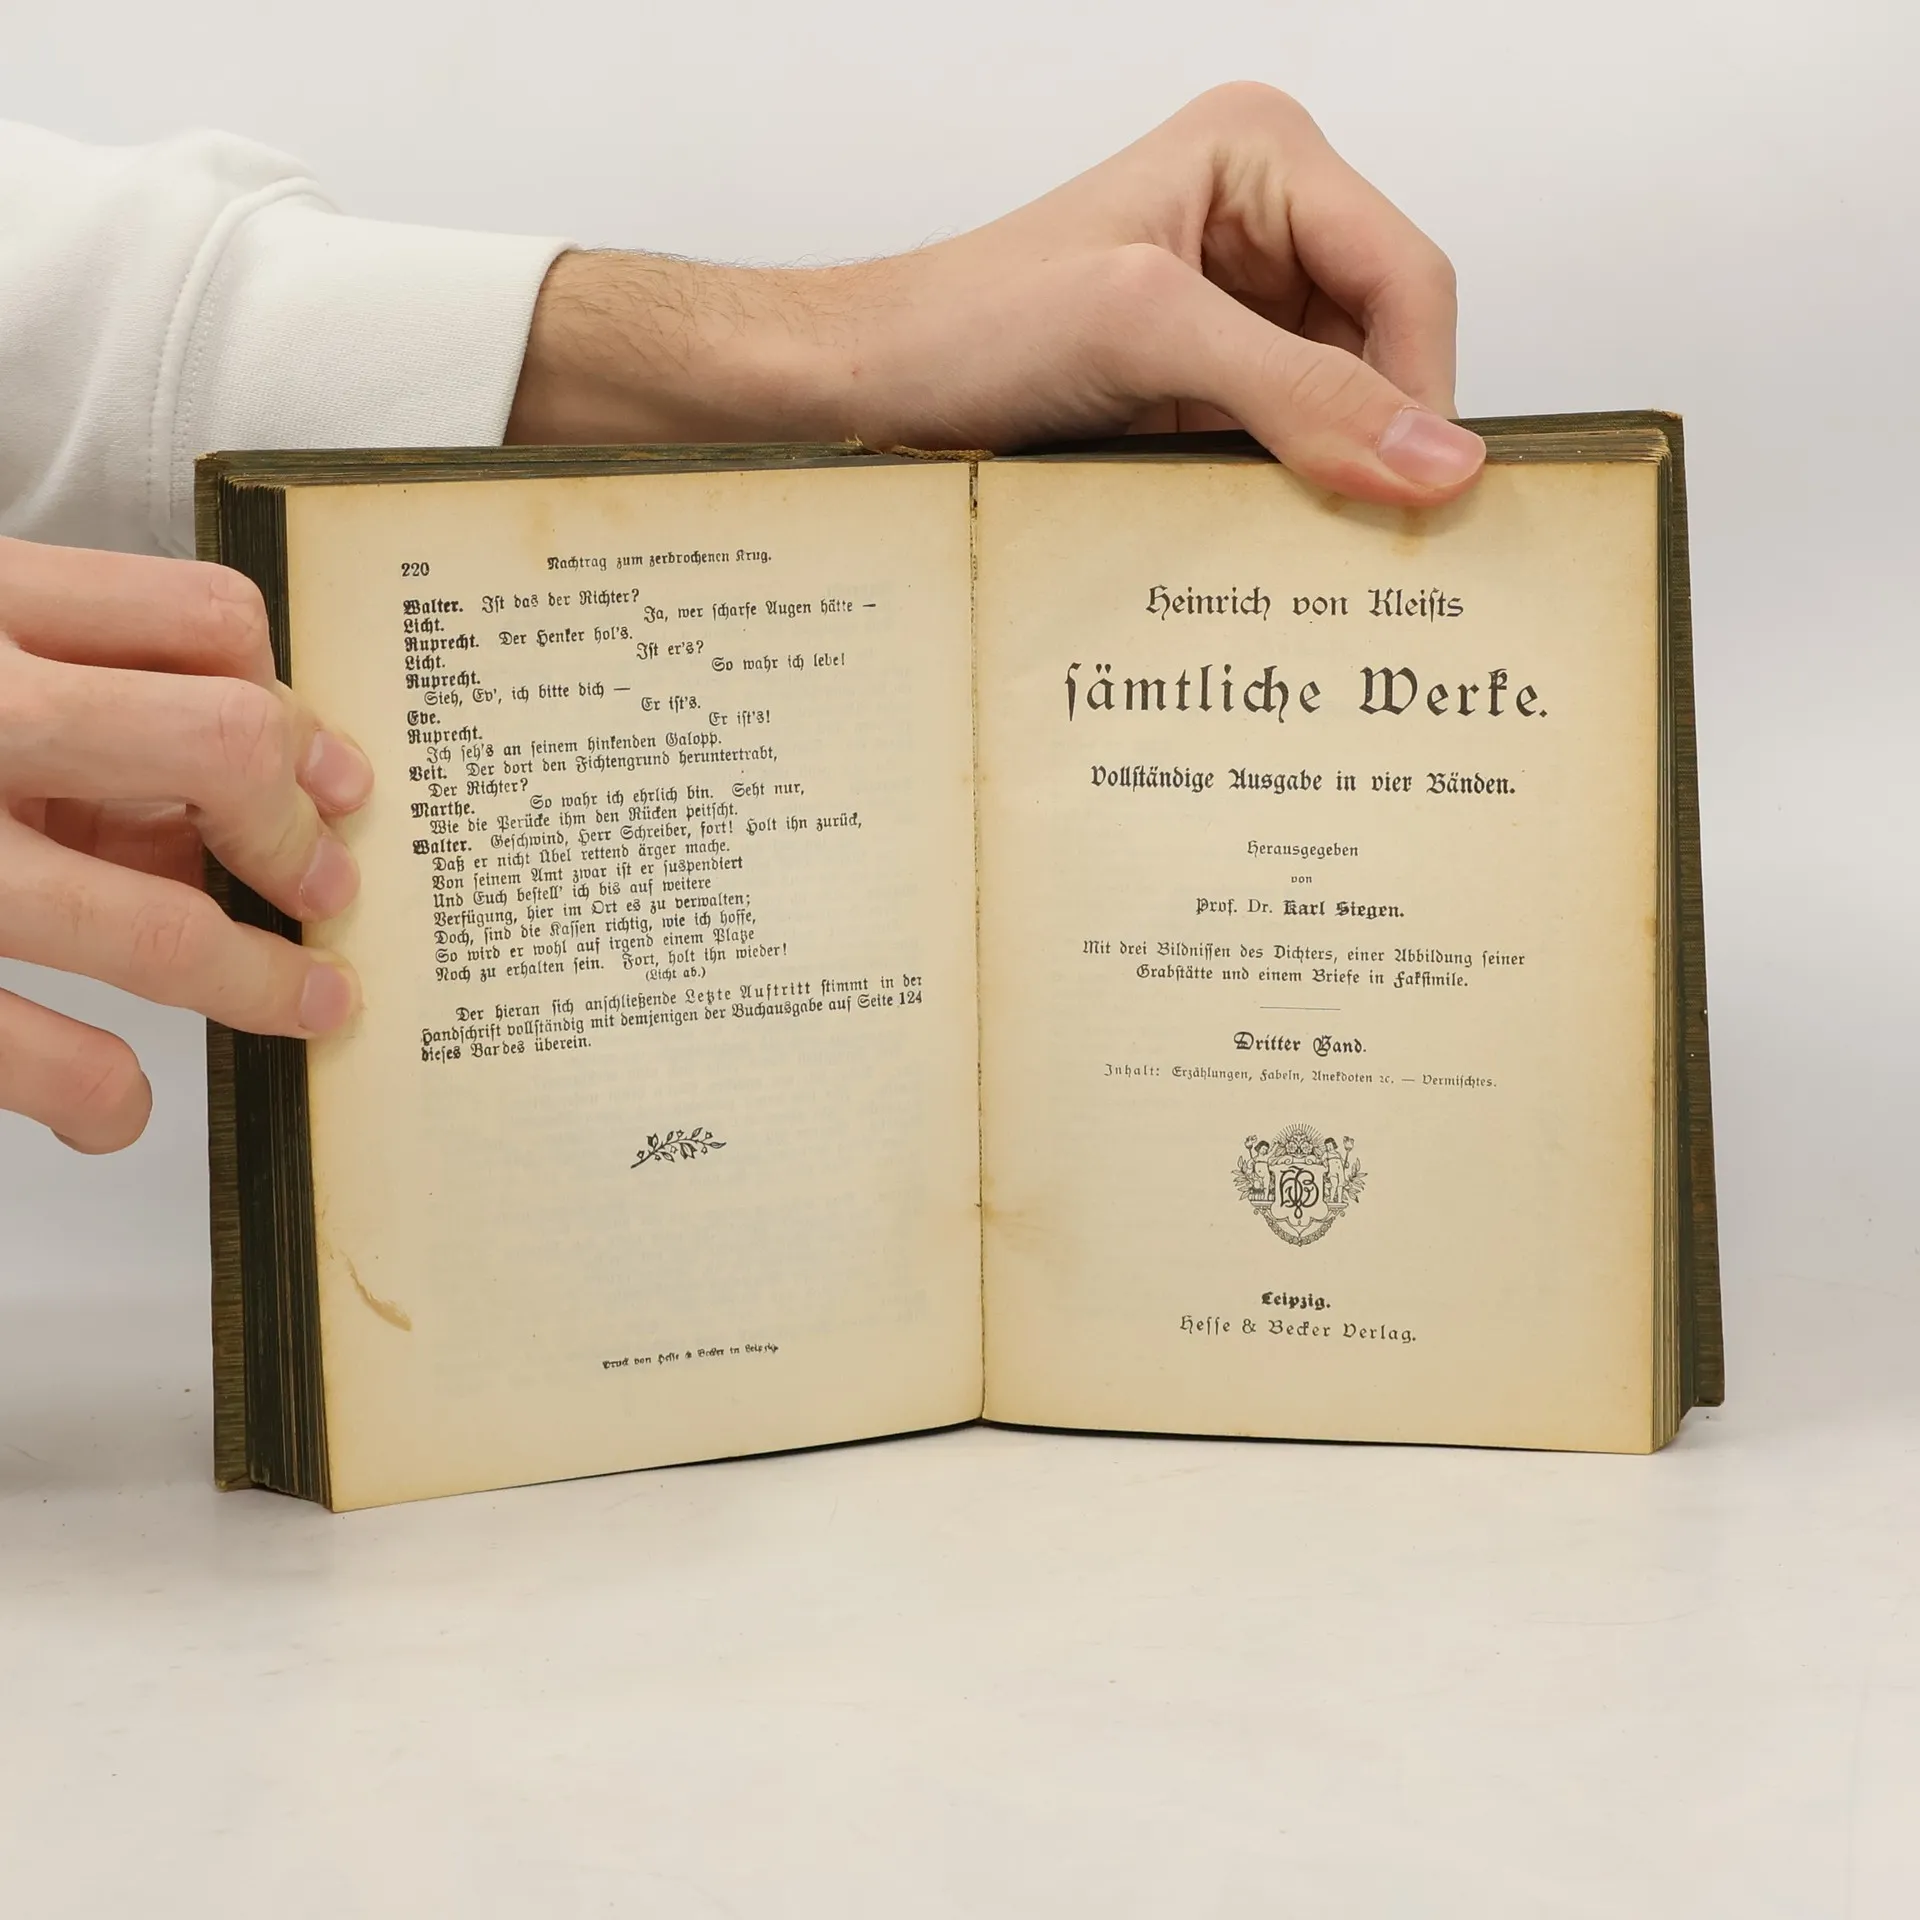 220 Nachtrag zum zerbrochenen Krug.
Walter. Ist das der Richter?
Licht. Ja, wer scharfe Augen hätte —
Ruprecht. Der Henker hol's.
Licht. Ist er's?
Ruprecht. So wahr ich lebe!
Sieh, Ev', ich bitte dich —
Eve. Er ist's.
Ruprecht. Er ist's!
Ich seh's an seinem hinkenden Galopp.
Veit. Der dort den Fichtengrund heruntertrabt,
Der Richter?
Marthe. So wahr ich ehrlich bin. Seht nur,
Wie die Perücke ihm den Rücken peitscht.
Walter. Geschwind, Herr Schreiber, fort! Holt ihn zurück,
Daß er nicht Übel rettend ärger mache.
Von seinem Amt zwar ist er suspendiert
Und Euch bestell' ich bis auf weitere
Verfügung, hier im Ort es zu verwalten;
Doch, sind die Kassen richtig, wie ich hoffe,
So wird er wohl auf irgend einem Platze
Noch zu erhalten sein. Fort, holt ihn wieder!
(Licht ab.)
Der hieran sich anschließende Letzte Auftritt stimmt in der
Handschrift vollständig mit demjenigen der Buchausgabe auf Seite 124
dieses Bandes überein.
Druck von Hesse & Becker in Leipzig.
Heinrich von Kleists
sämtliche Werke.
Vollständige Ausgabe in vier Bänden.
Herausgegeben
von
Prof. Dr. Karl Siegen.
Mit drei Bildnissen des Dichters, einer Abbildung seiner
Grabstätte und einem Briefe in Faksimile.
Dritter Band.
Inhalt: Erzählungen, Fabeln, Anekdoten ꝛc. — Vermischtes.
HB
Leipzig.
Hesse & Becker Verlag.